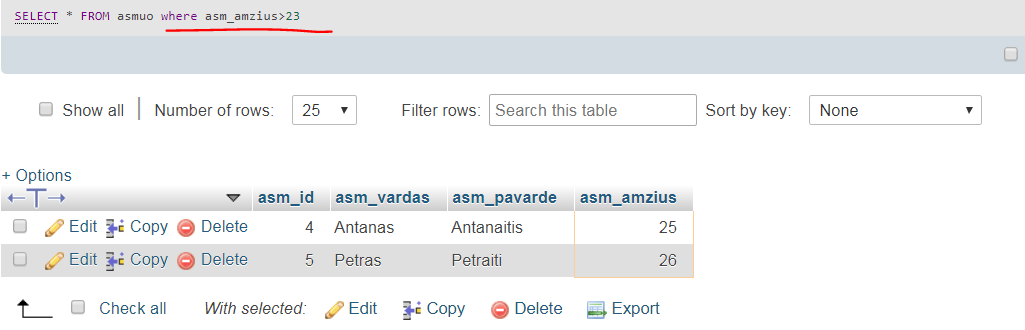 SELECT * FROM asmuo where asm_amzius>23
Show all Number of rows: 25 Filter rows: Search this table Sort by key: None
+ Options
asm_id asm_vardas asm_pavarde asm_amzius
Edit Copy Delete 4 Antanas Antanaitis 25
Edit Copy Delete 5 Petras Petraiti 26
Check all With selected: Edit Copy Delete Export